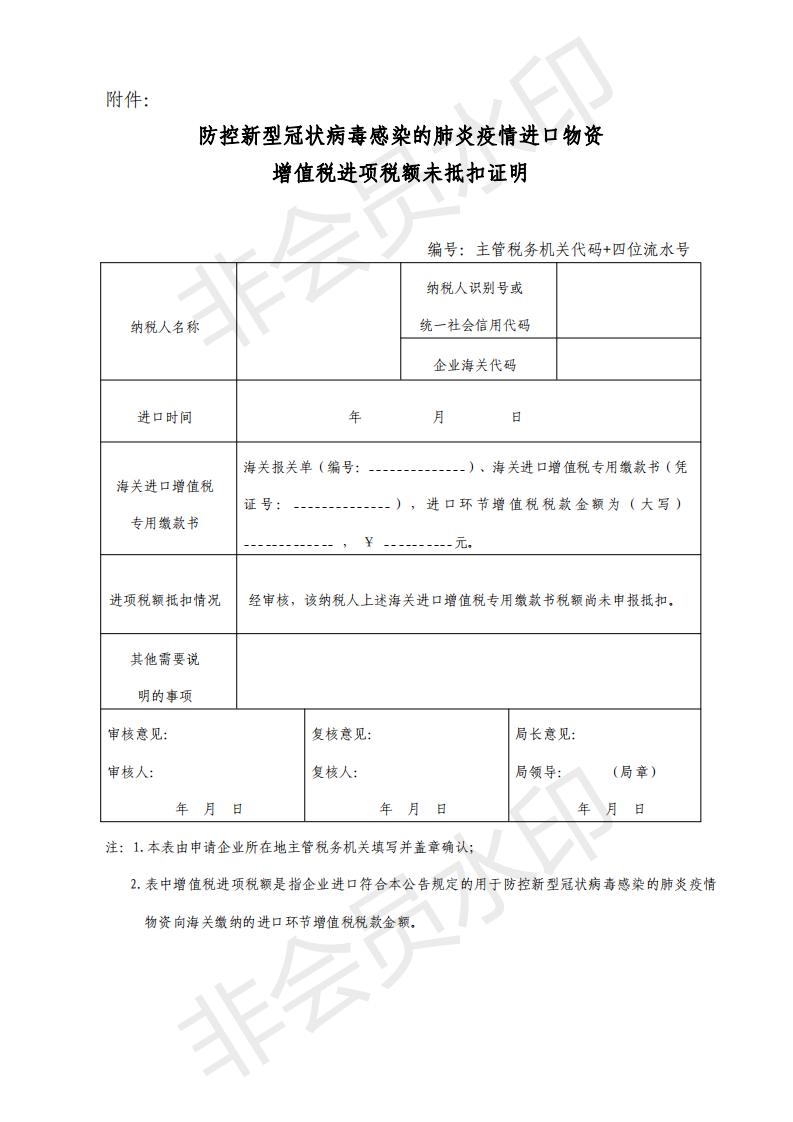 附件：
防控新型冠状病毒感染的肺炎疫情进口物资
增值税进项税额未抵扣证明
编号：主管税务机关代码+四位流水号
纳税人名称
纳税人识别号或
统一社会信用代码
企业海关代码
进口时间
年 月 日
海关进口增值税
专用缴款书
海关报关单（编号：--------------）、海关进口增值税专用缴款书（凭
证号：--------------），进口环节增值税税款金额为（大写）
-------------，￥----------元。
进项税额抵扣情况
经审核，该纳税人上述海关进口增值税专用缴款书税额尚未申报抵扣。
其他需要说
明的事项
审核意见：
审核人：
年 月 日
复核意见：
复核人：
年 月 日
局长意见：
局领导： （局章）
年 月 日
注：1.本表由申请企业所在地主管税务机关填写并盖章确认；
2.表中增值税进项税额是指企业进口符合本公告规定的用于防控新型冠状病毒感染的肺炎疫情
物资向海关缴纳的进口环节增值税税款金额。
非会员水印
非会员水印